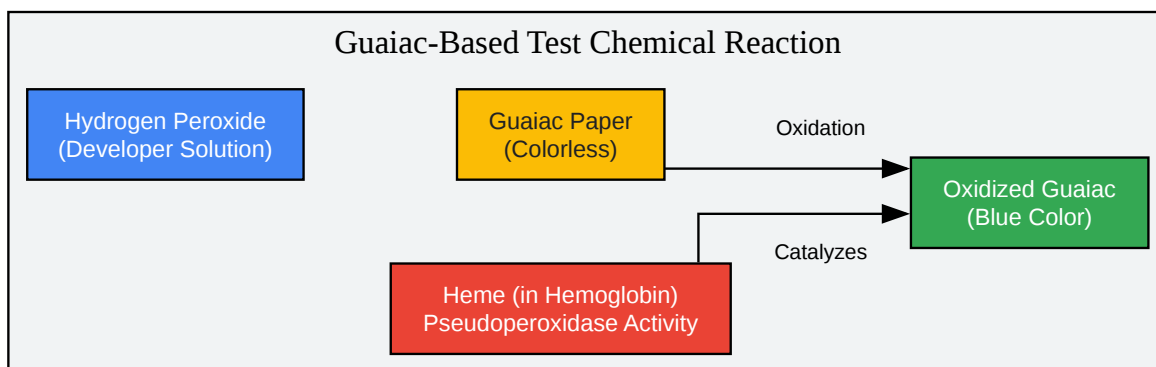 Guaiac-Based Test Chemical Reaction
Hydrogen Peroxide
(Developer Solution)
Guaiac Paper
(Colorless)
Oxidation
Oxidized Guaiac
(Blue Color)
Catalyzes
Heme (in Hemoglobin)
Pseudoperoxidase Activity